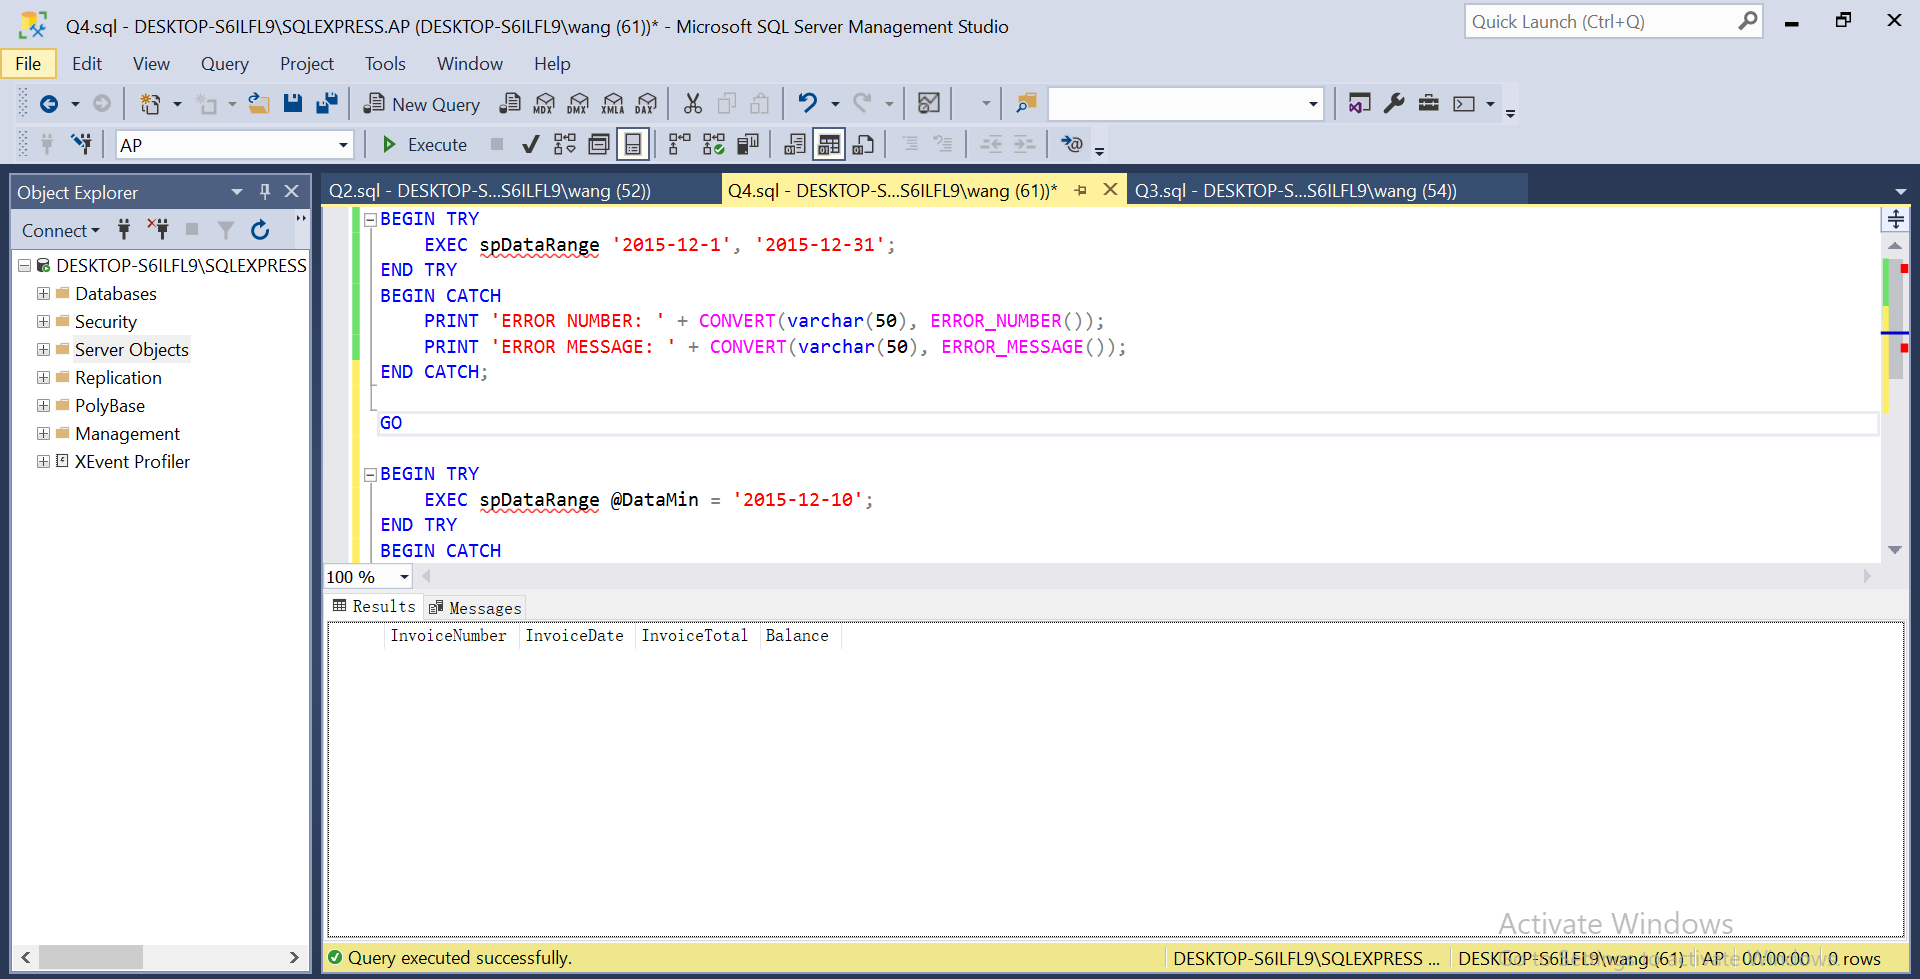 Q4.sql - DESKTOP-S6ILFL9\SQLEXPRESS.AP (DESKTOP-S6ILFL9\wang (61))* - Microsoft SQL Server Management Studio
Quick Launch (Ctrl+Q)
File Edit View Query Project Tools Window Help
New Query MDX DMX XMLA DAX
AP Execute
Object Explorer
Q2.sql - DESKTOP-S...S6ILFL9\wang (52))
Q4.sql - DESKTOP-S...S6ILFL9\wang (61))*
Q3.sql - DESKTOP-S...S6ILFL9\wang (54))
Connect
DESKTOP-S6ILFL9\SQLEXPRESS
Databases
Security
Server Objects
Replication
PolyBase
Management
XEvent Profiler
BEGIN TRY
EXEC spDataRange '2015-12-1', '2015-12-31';
END TRY
BEGIN CATCH
PRINT 'ERROR NUMBER: ' + CONVERT(varchar(50), ERROR_NUMBER());
PRINT 'ERROR MESSAGE: ' + CONVERT(varchar(50), ERROR_MESSAGE());
END CATCH;
GO
BEGIN TRY
EXEC spDataRange @DataMin = '2015-12-10';
END TRY
BEGIN CATCH
100 %
Results Messages
InvoiceNumber InvoiceDate InvoiceTotal Balance
Activate Windows
Query executed successfully.
DESKTOP-S6ILFL9\SQLEXPRESS ... DESKTOP-S6ILFL9\wang (61) AP 00:00:00 0 rows